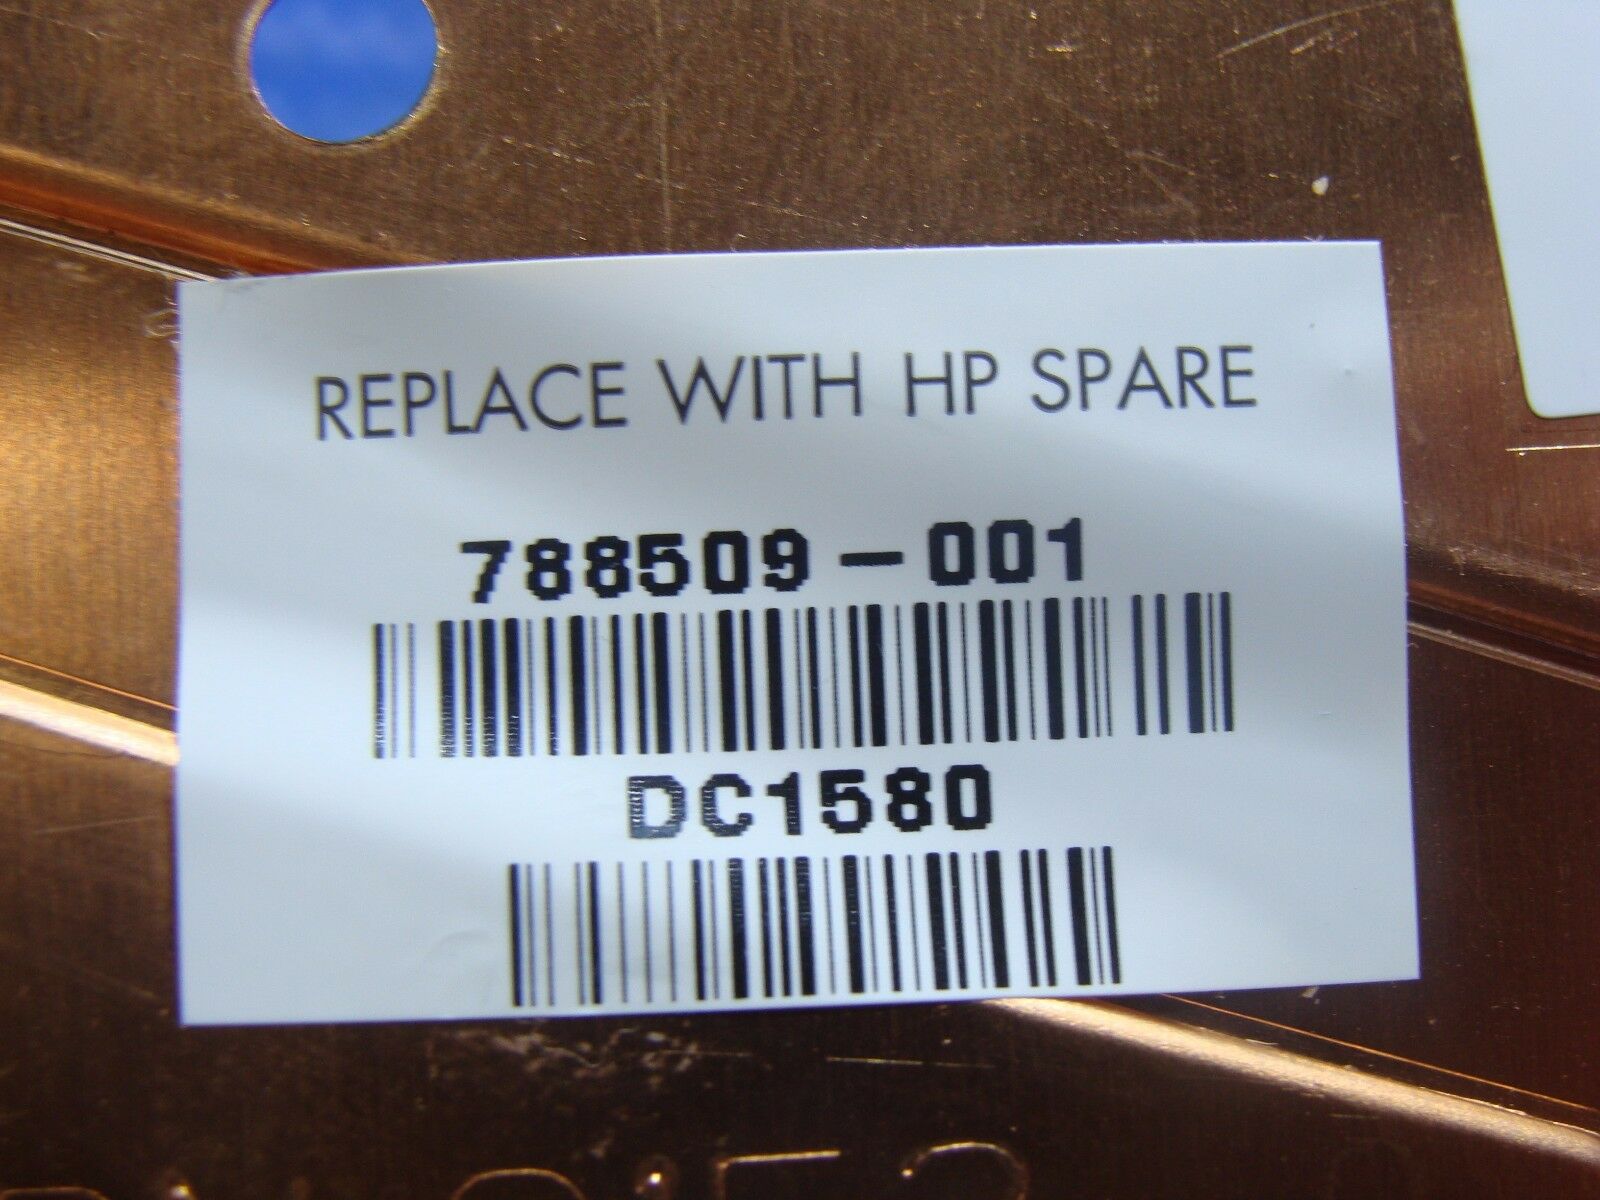 REPLACE WITH HP SPARE
788509-001
DC1580